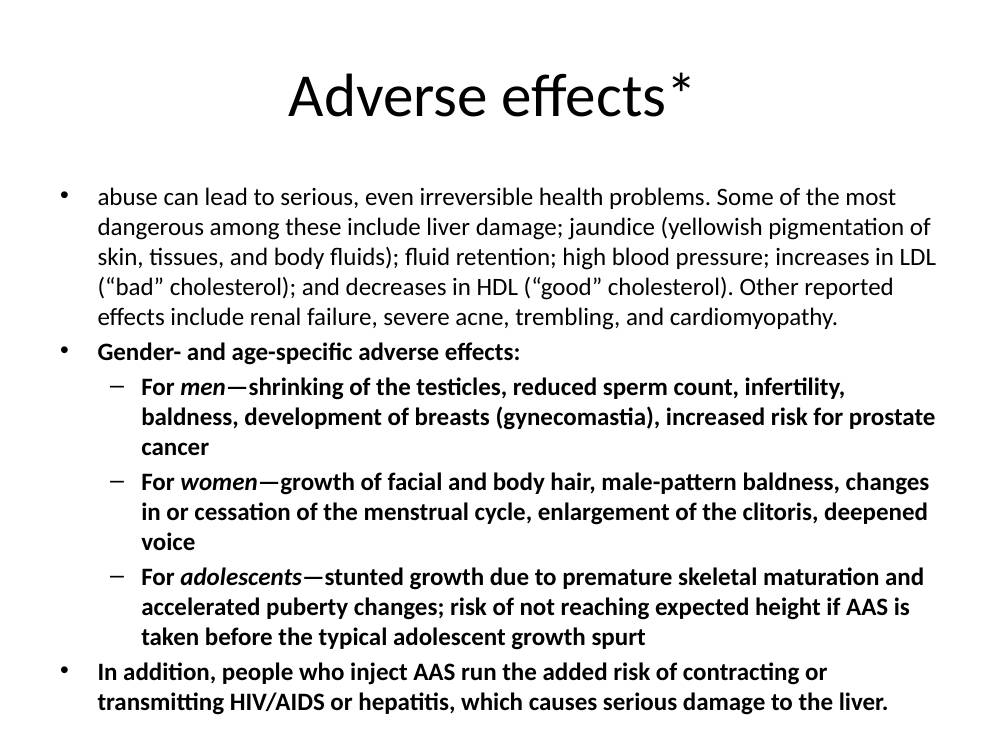 Adverse effects*
• abuse can lead to serious, even irreversible health problems. Some of the most
dangerous among these include liver damage; jaundice (yellowish pigmentation of
skin, tissues, and body fluids); fluid retention; high blood pressure; increases in LDL
(“bad” cholesterol); and decreases in HDL (“good” cholesterol). Other reported
effects include renal failure, severe acne, trembling, and cardiomyopathy.
• Gender- and age-specific adverse effects:
– For men—shrinking of the testicles, reduced sperm count, infertility,
baldness, development of breasts (gynecomastia), increased risk for prostate
cancer
– For women—growth of facial and body hair, male-pattern baldness, changes
in or cessation of the menstrual cycle, enlargement of the clitoris, deepened
voice
– For adolescents—stunted growth due to premature skeletal maturation and
accelerated puberty changes; risk of not reaching expected height if AAS is
taken before the typical adolescent growth spurt
• In addition, people who inject AAS run the added risk of contracting or
transmitting HIV/AIDS or hepatitis, which causes serious damage to the liver.